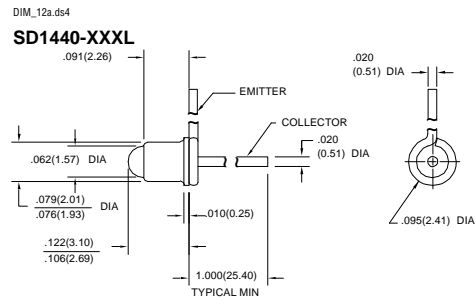 DIM_12a.ds4
SD1440-XXXL
.091(2.26)
EMITTER
COLLECTOR
.020
(0.51) DIA
.062(1.57) DIA
.079(2.01)
.076(1.93)
DIA
.010(0.25)
.122(3.10)
.106(2.69)
1.000(25.40)
TYPICAL MIN
.020
(0.51) DIA
.095(2.41) DIA